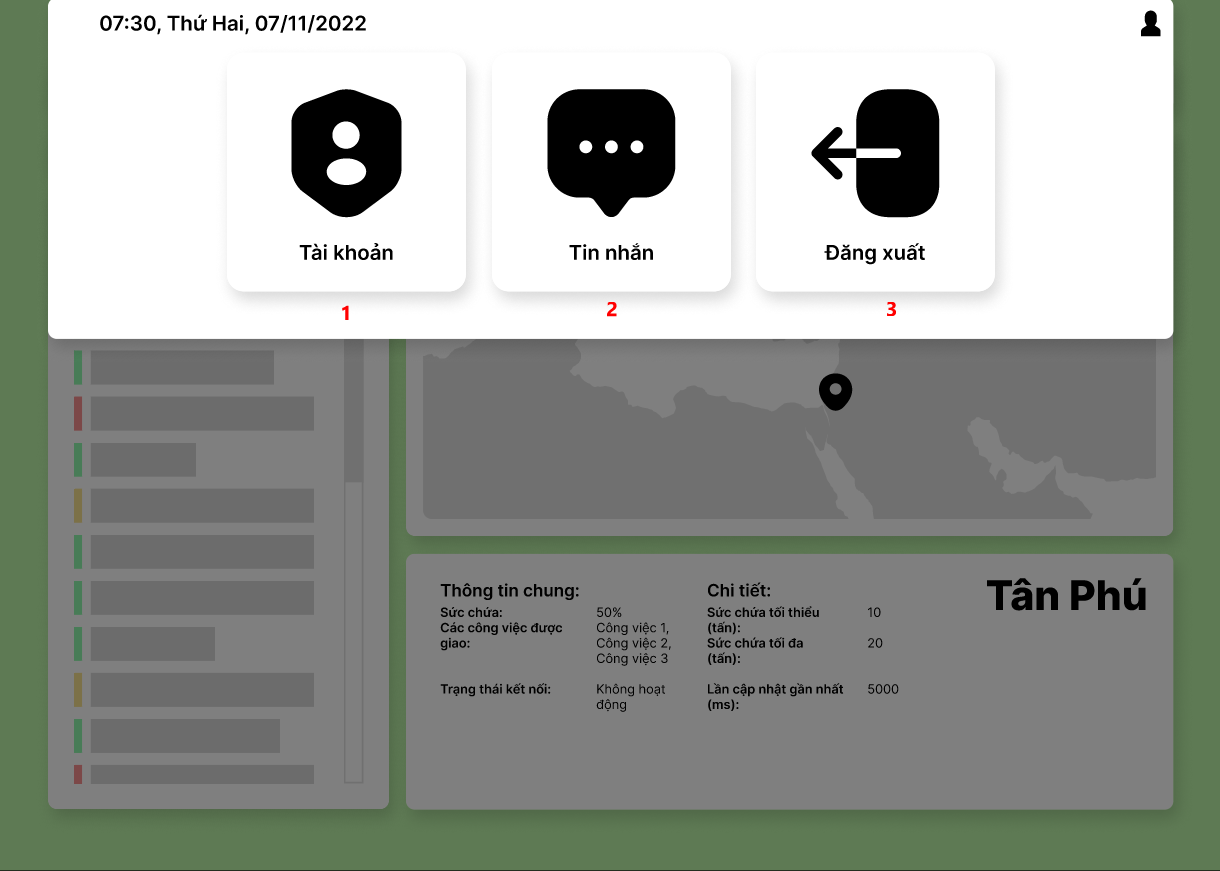 07:30, Thứ Hai, 07/11/2022
Tài khoản
Tin nhắn
Đăng xuất
1
2
3
Tân Phú
Thông tin chung:
Sức chứa: 50%
Các công việc được Công việc 1,
giao: Công việc 2,
Công việc 3
Trạng thái kết nối: Không hoạt
động
Chi tiết:
Sức chứa tối thiểu 10
(tấn):
Sức chứa tối đa 20
(tấn):
Lần cập nhật gần nhất 5000
(ms):